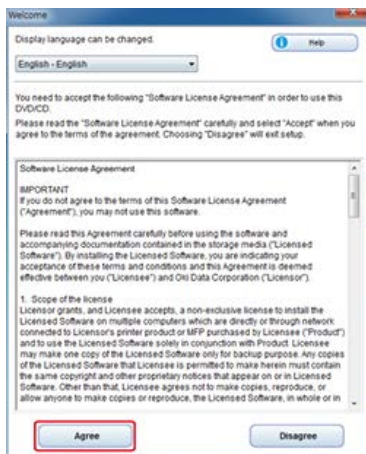 Welcome
Display language can be changed.
Help
English - English
You need to accept the following "Software License Agreement" in order to use this
DVD/CD.
Please read the "Software License Agreement" carefully and select "Accept" when you
agree to the terms of the agreement. Choosing "Disagree" will exit setup.
Software License Agreement
IMPORTANT
If you do not agree to the terms of this Software License Agreement
("Agreement"), you may not use this software.
Please read this Agreement carefully before using the software and
accompanying documentation contained in the storage media ("Licensed
Software"). By installing the Licensed Software, you are indicating your
acceptance of these terms and conditions and this Agreement is deemed
effective between you ("Licensee") and Oki Data Corporation ("Licensor").
1. Scope of the license
Licensor grants, and Licensee accepts, a non-exclusive license to install the
Licensed Software on multiple computers which are directly or through network
connected to Licensor's printer product or MFP purchased by Licensee ("Product")
and to use the Licensed Software solely in conjunction with Product. Licensee
may make one copy of the Licensed Software only for backup purpose. Any copies
of the Licensed Software that Licensee is permitted to make herein must contain
the same copyright and other proprietary notices that appear on or in Licensed
Software. Other than that, Licensee agrees not to make copies, reproduce, or
allow anyone to make copies or reproduce, the Licensed Software, in whole or in
Agree
Disagree